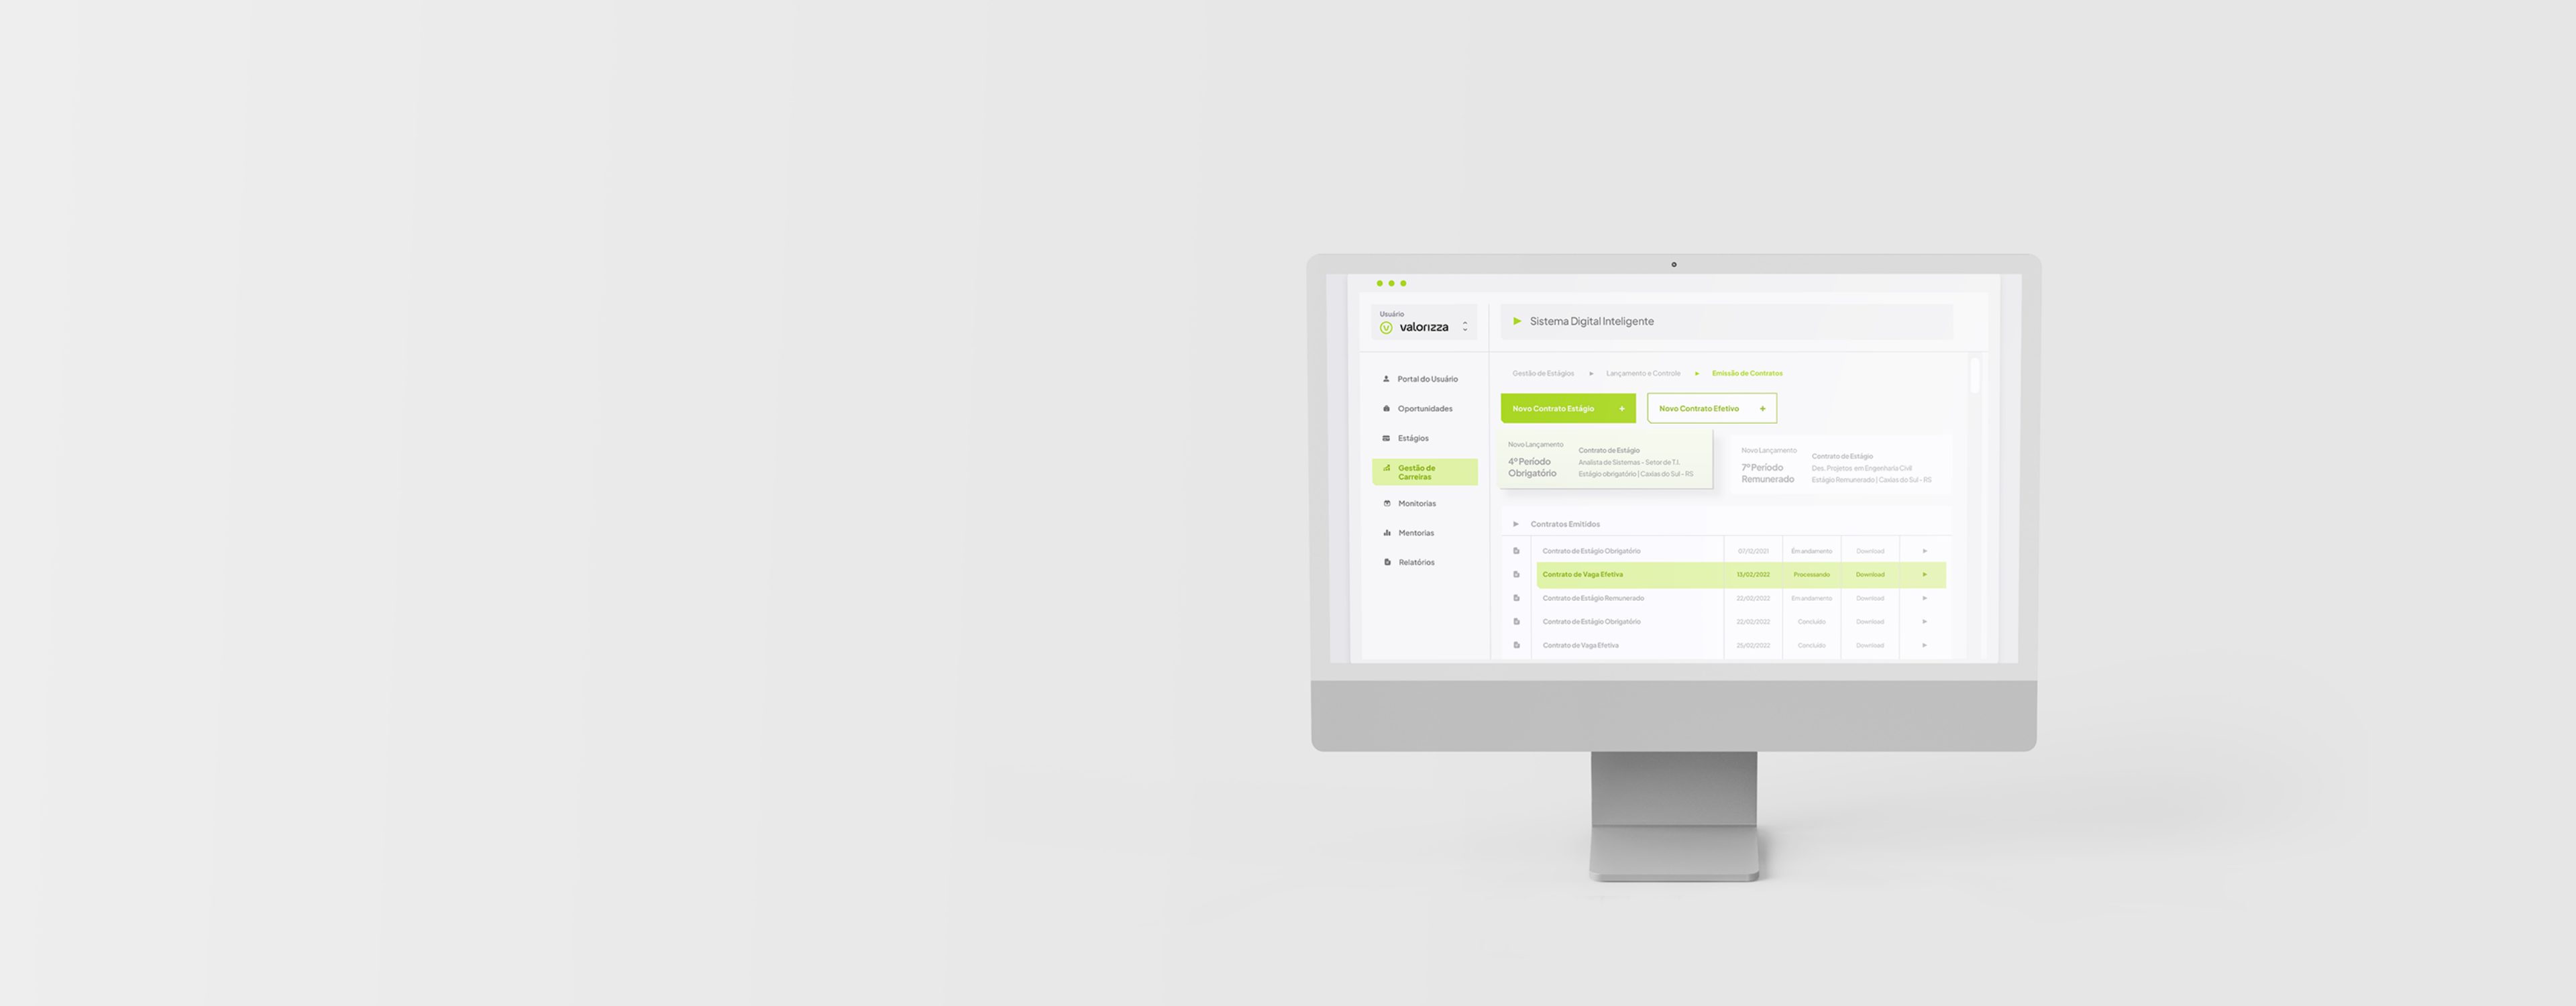 Usuário
valorizza
Sistema Digital Inteligente
Portal do Usuário
Oportunidades
Estágios
Gestão de
Carreiras
Monitorias
Mentorias
Relatórios
Gestão de Estágios
Lançamento e Controle
Emissão de Contratos
Novo Contrato Estágio +
Novo Contrato Efetivo +
Novo Lançamento
4º Período
Obrigatório
Contrato de Estágio
Analista de Sistemas - Setor de T.I.
Estágio obrigatório | Caxias do Sul - RS
Novo Lançamento
7º Período
Remunerado
Contrato de Estágio
Des. Projetos em Engenharia Civil
Estágio Remunerado | Caxias do Sul - RS
Contratos Emitidos
Contrato de Estágio Obrigatório 07/12/2021 Em andamento Download
Contrato de Vaga Efetiva 13/02/2022 Processando Download
Contrato de Estágio Remunerado 22/02/2022 Em andamento Download
Contrato de Estágio Obrigatório 22/02/2022 Concluído Download
Contrato de Vaga Efetiva 25/02/2022 Concluído Download